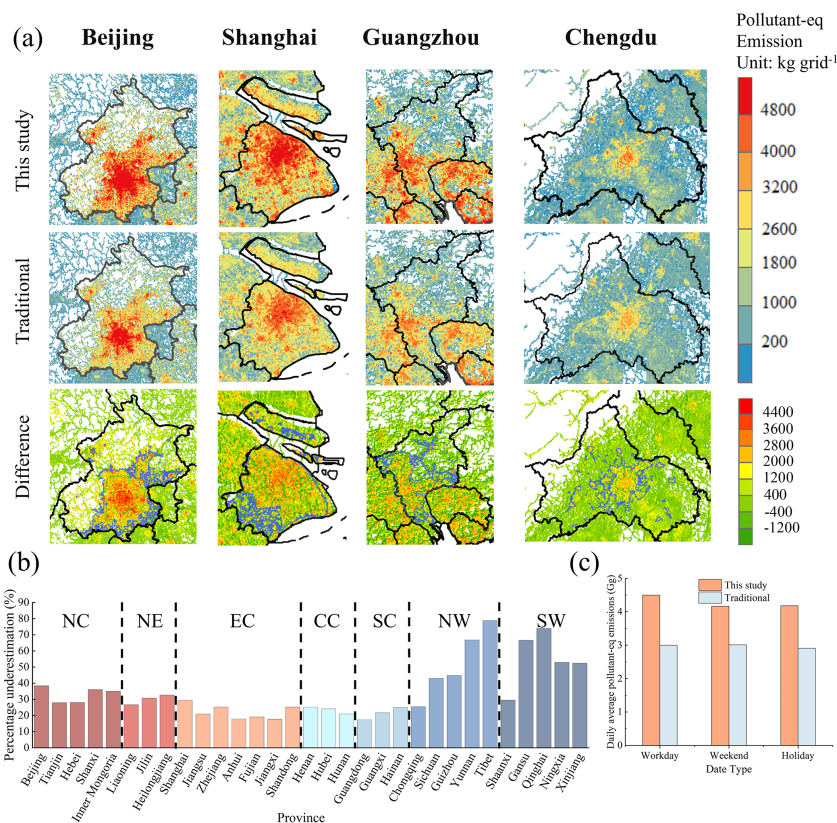 (a)
Beijing
Shanghai
Guangzhou
Chengdu
Pollutant-eq
Emission
Unit: kg grid⁻¹
This study
4800
4000
3200
2600
1800
1000
200
Traditional
Difference
4400
3600
2800
2000
1200
400
-400
-1200
(b)
Percentage underestimation (%)
90
80
70
60
50
40
30
20
10
0
NC
NE
EC
CC
SC
NW
SW
Beijing
Tianjin
Hebei
Shanxi
Inner Mongoria
Liaoning
Jilin
Heilongjiang
Shanghai
Jiangsu
Zhejiang
Anhui
Fujian
Jiangxi
Shandong
Henan
Hubei
Hunan
Guangdong
Guangxi
Hainan
Chongqing
Sichuan
Guizhou
Yunnan
Tibet
Shaanxi
Gansu
Qinghai
Ningxia
Xinjiang
Province
(c)
Daily average pollutant-eq emissions (Gg)
5
4
3
2
1
0
This study
Traditional
Workday
Weekend
Holiday
Date Type